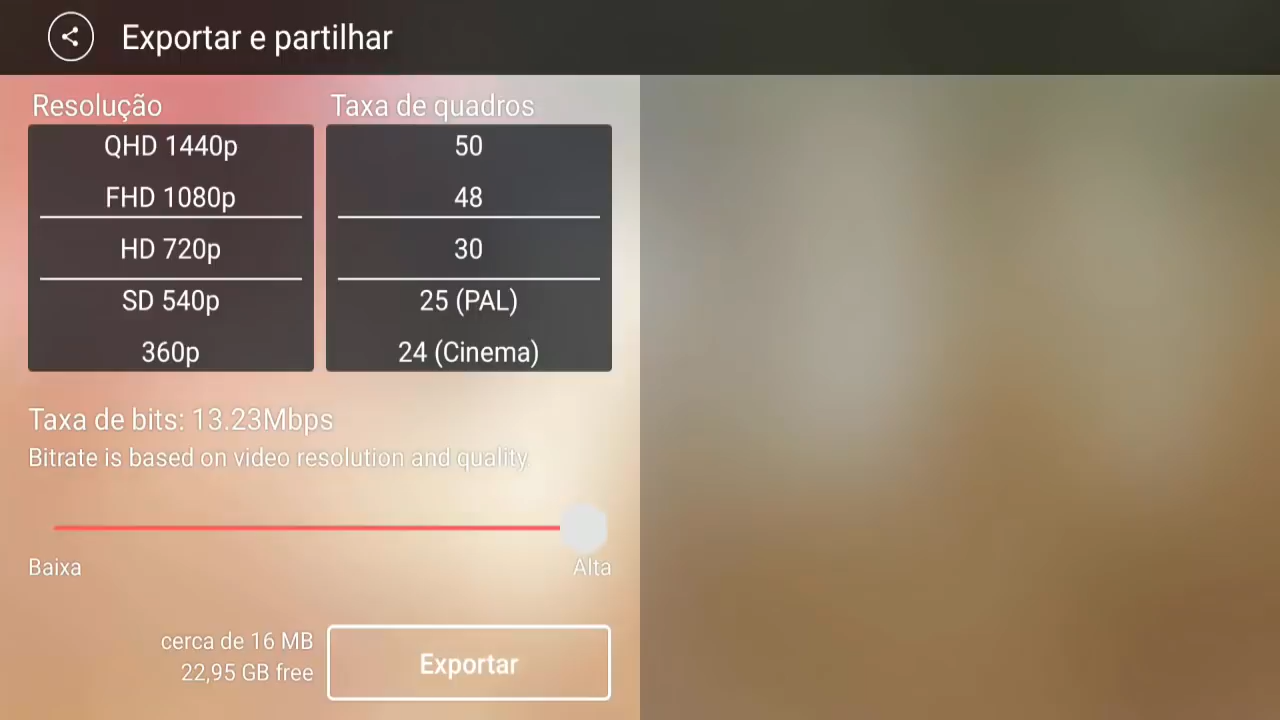 Exportar e partilhar
Resolução
QHD 1440p
FHD 1080p
HD 720p
SD 540p
360p
Taxa de quadros
50
48
30
25 (PAL)
24 (Cinema)
Taxa de bits: 13.23Mbps
Bitrate is based on video resolution and quality.
Baixa
Alta
cerca de 16 MB
22,95 GB free
Exportar